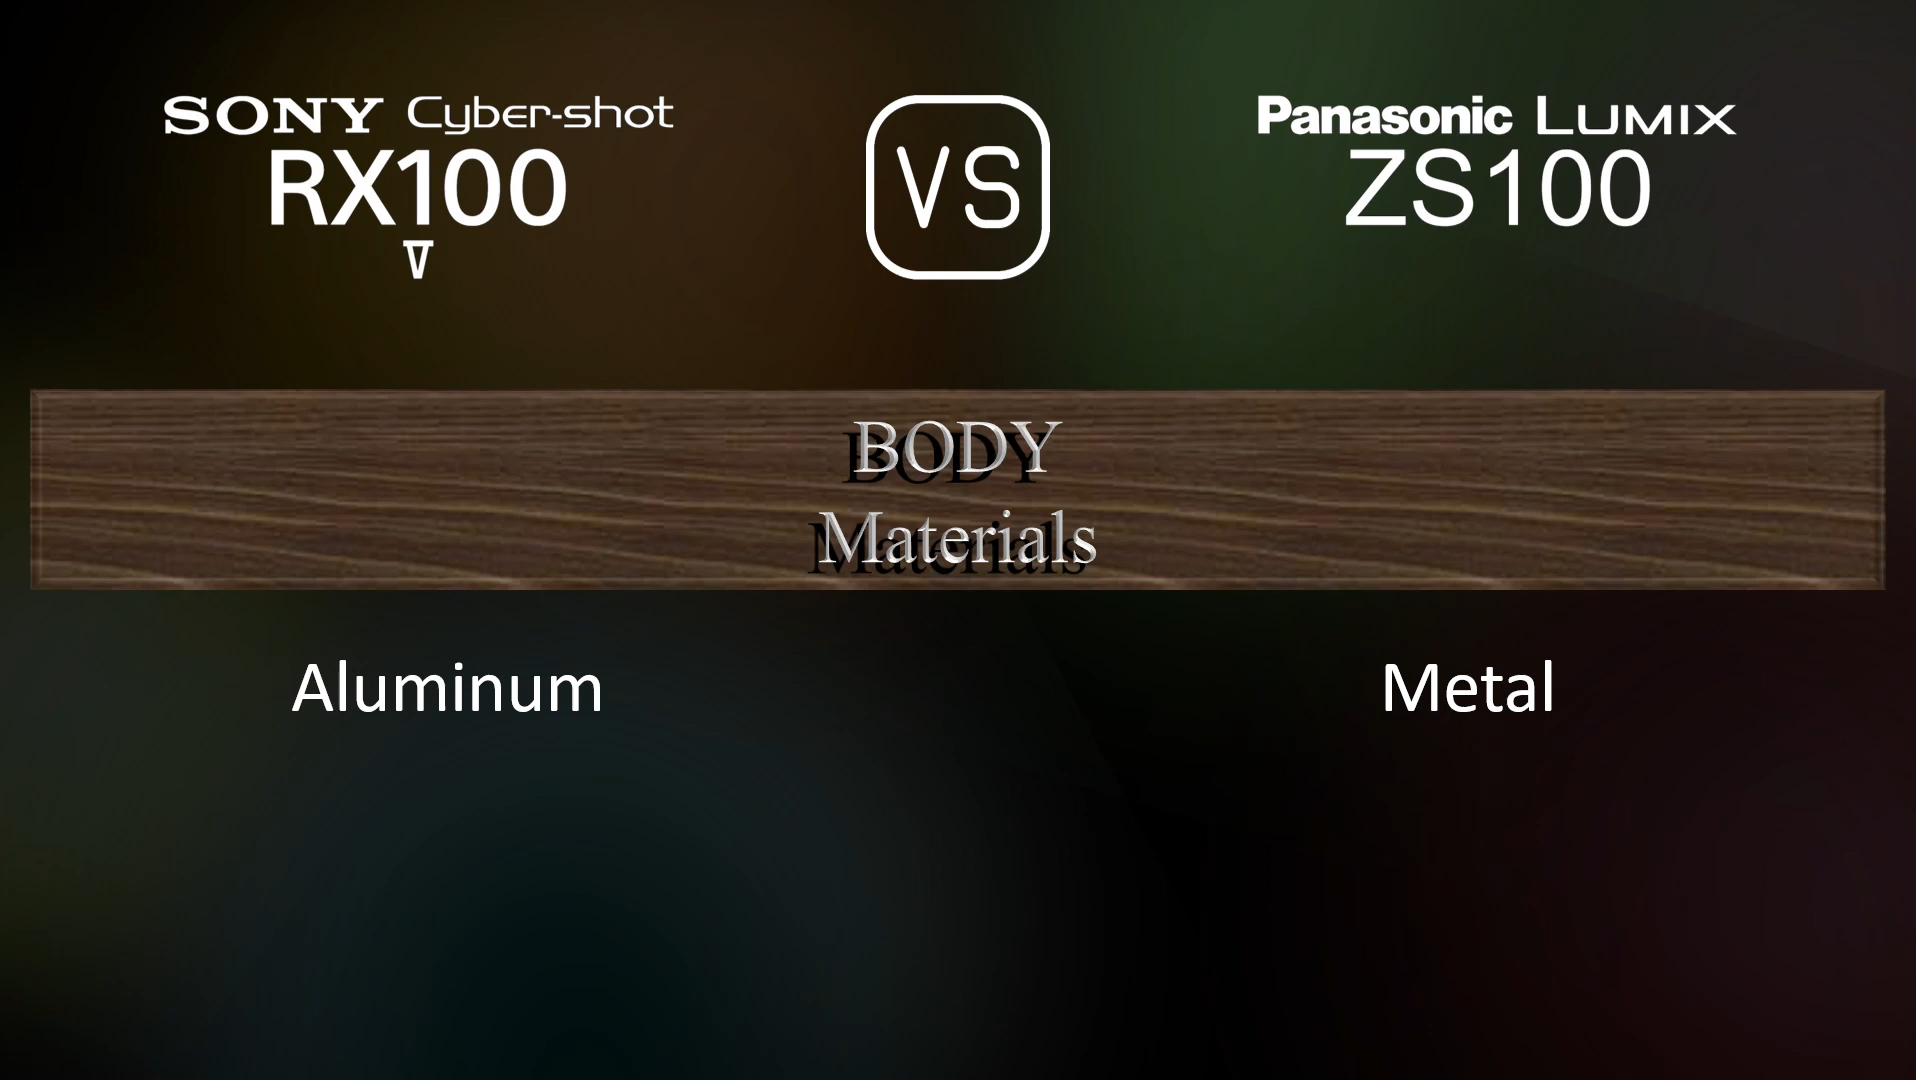 SONY Cyber-shot
RX100
V
VS
Panasonic LUMIX
ZS100
BODY
Materials
Aluminum
Metal